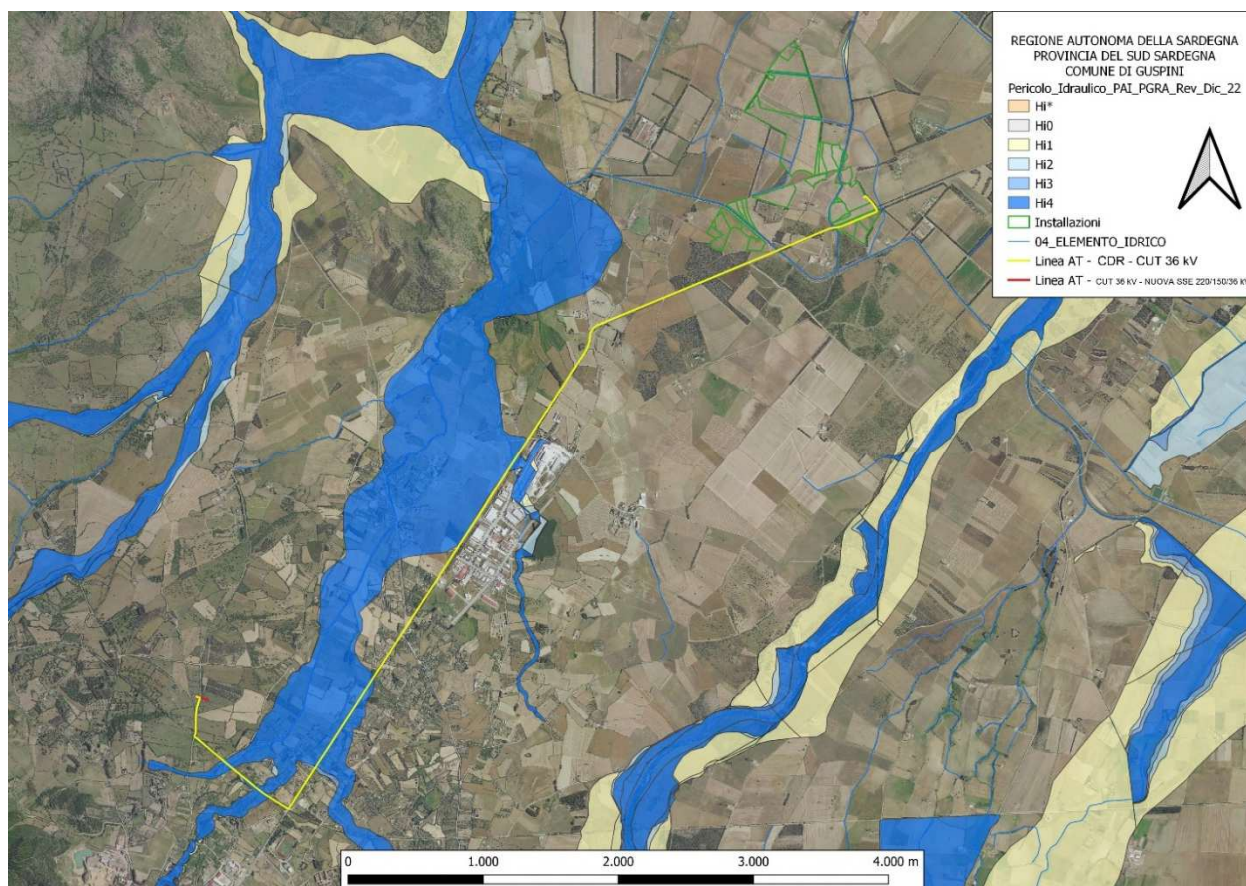 REGIONE AUTONOMA DELLA SARDEGNA
PROVINCIA DEL SUD SARDEGNA
COMUNE DI GUSPINI
Pericolo_Idraulico_PAI_PGRA_Rev_Dic_22
Hi*
Hi0
Hi1
Hi2
Hi3
Hi4
Installazioni
04_ELEMENTO_IDRICO
Linea AT - CDR - CUT 36 kV
Linea AT - CUT 36 kV - NUOVA SSE 220/150/36 k
0 1.000 2.000 3.000 4.000 m